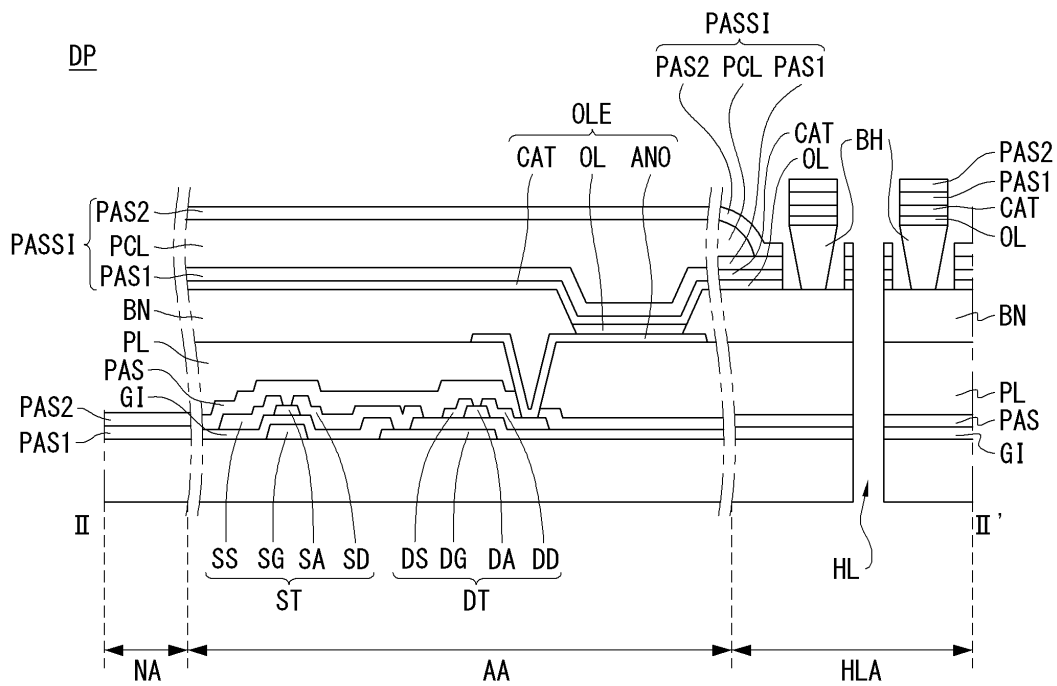 DP
PASSI
PAS2 PCL PAS1
OLE
CAT OL ANO
CAT
OL
BH
PAS2
PAS1
CAT
OL
PASSI
PAS2
PCL
PAS1
BN
BN
PL
PAS
GI
PAS2
PAS1
PL
PAS
GI
II
II'
SS SG SA SD
ST
DS DG DA DD
DT
HL
NA
AA
HLA